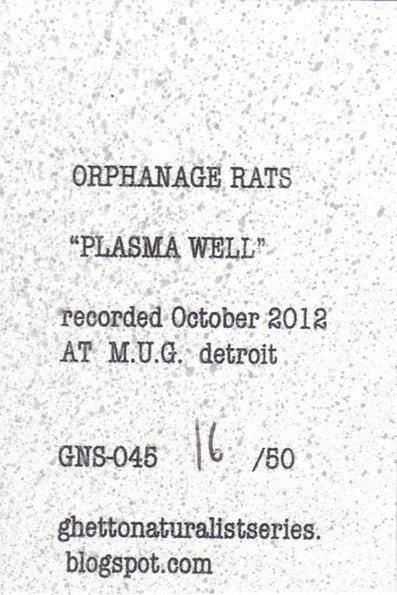 ORPHANAGE RATS
“PLASMA WELL”
recorded October 2012
AT M.U.G. detroit
GNS-045 16 /50
ghettonaturalistseries.
blogspot.com